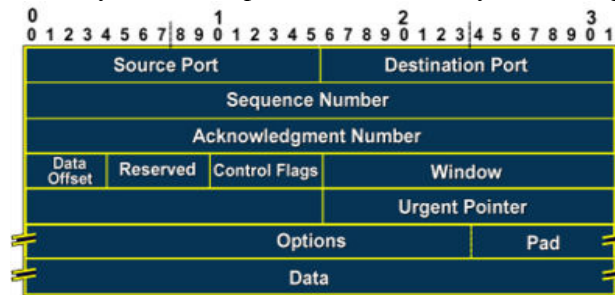 0 1 2 3
0 1 2 3 4 5 6 7 8 9 0 1 2 3 4 5 6 7 8 9 0 1 2 3 4 5 6 7 8 9 0 1
Source Port Destination Port
Sequence Number
Acknowledgment Number
Data Offset Reserved Control Flags Window
Urgent Pointer
Options Pad
Data